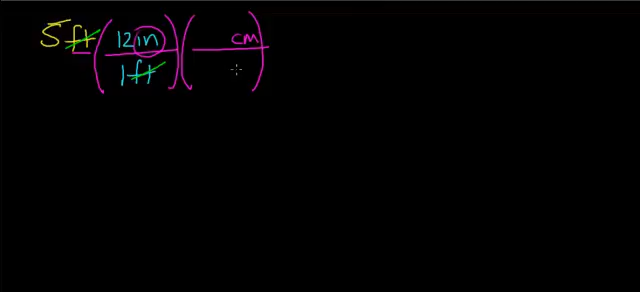 5 ft (12 in) ( cm)
(1 ft) ( )